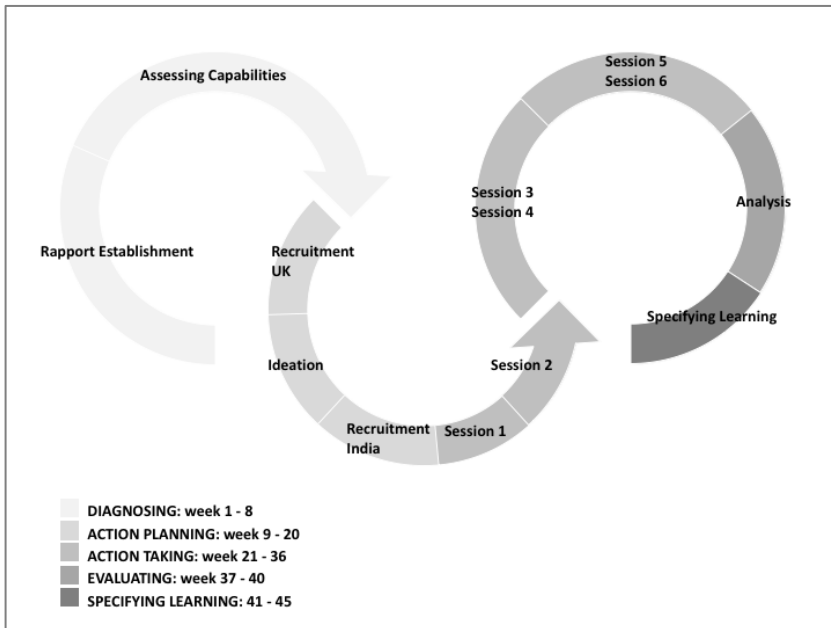 Assessing Capabilities
Rapport Establishment
Recruitment
UK
Ideation
Recruitment
India
Session 1
Session 2
Session 3
Session 4
Session 5
Session 6
Analysis
Specifying Learning
DIAGNOSING: week 1 - 8
ACTION PLANNING: week 9 - 20
ACTION TAKING: week 21 - 36
EVALUATING: week 37 - 40
SPECIFYING LEARNING: 41 - 45